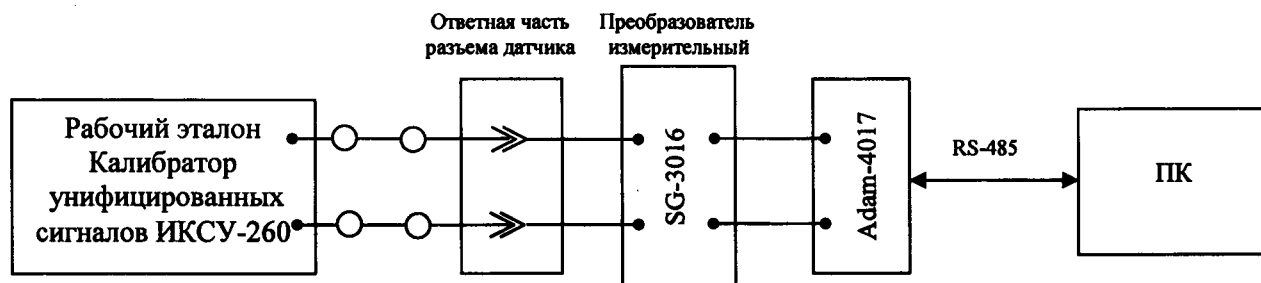 Ответная часть
разъема датчика
Преобразователь
измерительный
Рабочий эталон
Калибратор
унифицированных
сигналов ИКСУ-260
SG-3016
Adam-4017
RS-485
ПК